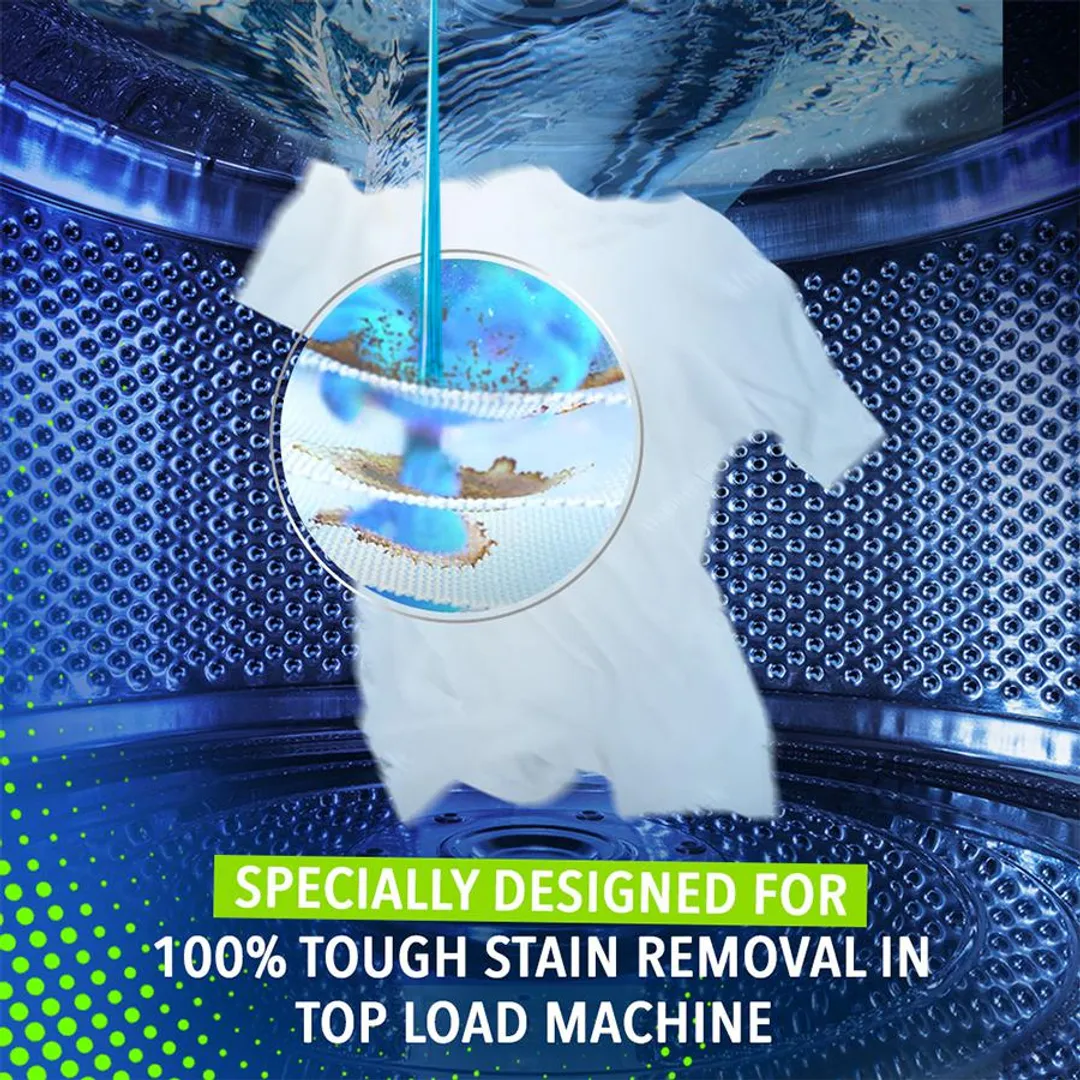 SPECIALLY DESIGNED FOR
100% TOUGH STAIN REMOVAL IN
TOP LOAD MACHINE